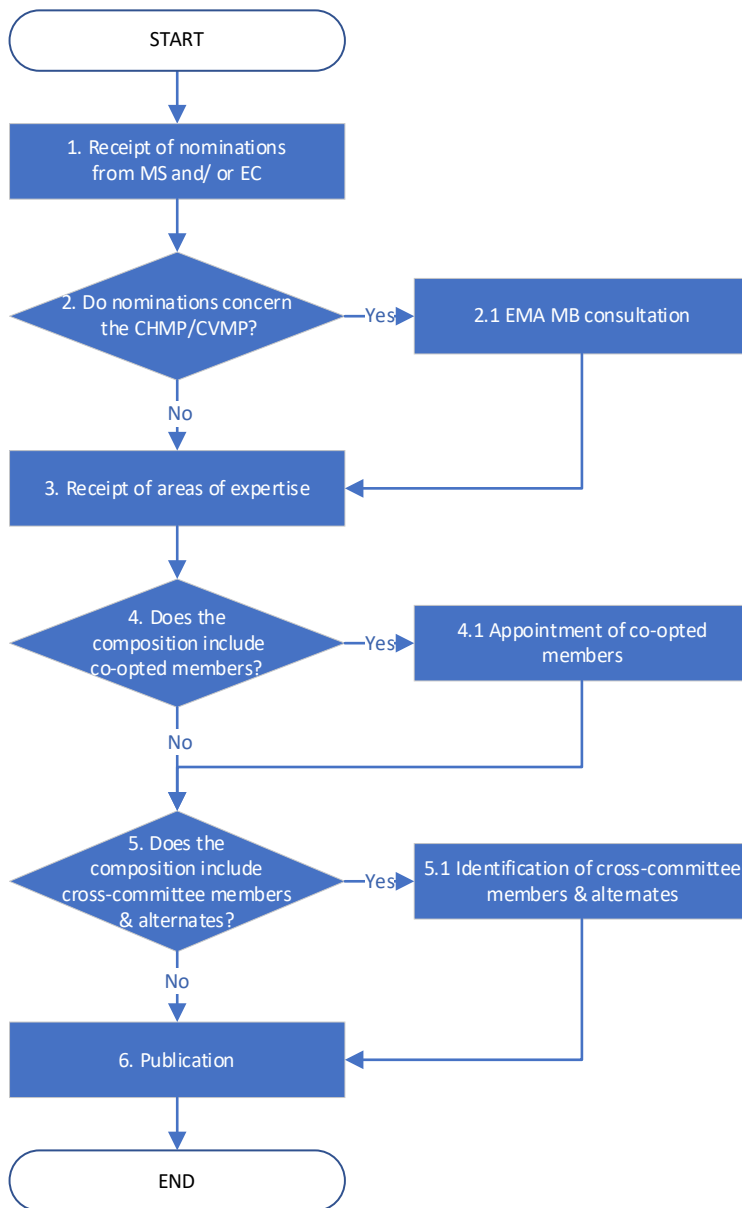 START
1. Receipt of nominations
from MS and/ or EC
2. Do nominations concern
the CHMP/CVMP?
Yes
2.1 EMA MB consultation
No
3. Receipt of areas of expertise
4. Does the
composition include
co-opted members?
Yes
4.1 Appointment of co-opted
members
No
5. Does the
composition include
cross-committee members
& alternates?
Yes
5.1 Identification of cross-committee
members & alternates
No
6. Publication
END